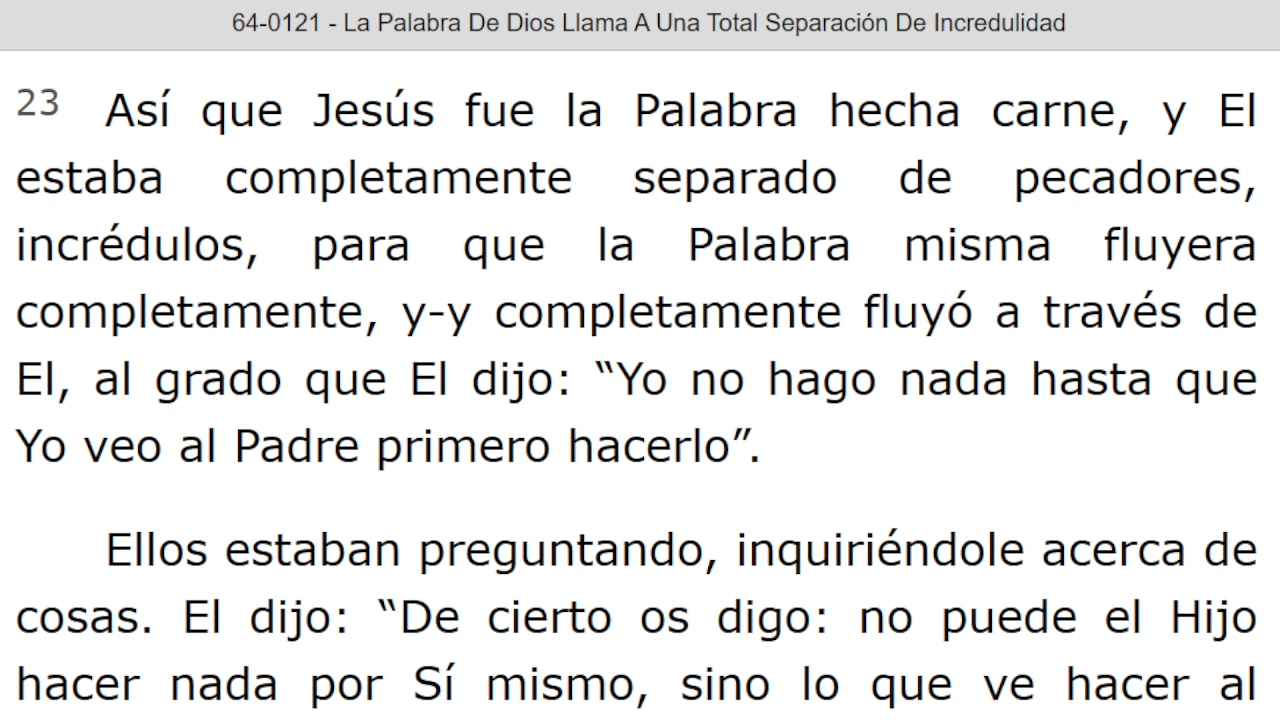 64-0121 - La Palabra De Dios Llama A Una Total Separación De Incredulidad
23 Así que Jesús fue la Palabra hecha carne, y El
estaba completamente separado de pecadores,
incrédulos, para que la Palabra misma fluyera
completamente, y-y completamente fluyó a través de
El, al grado que El dijo: “Yo no hago nada hasta que
Yo veo al Padre primero hacerlo”.
Ellos estaban preguntando, inquiriéndole acerca de
cosas. El dijo: “De cierto os digo: no puede el Hijo
hacer nada por Sí mismo, sino lo que ve hacer al